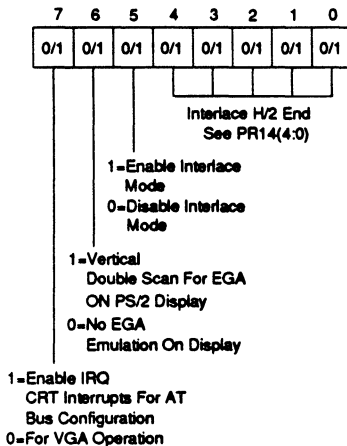 7 6 5 4 3 2 1 0
0/1 0/1 0/1 0/1 0/1 0/1 0/1 0/1
Interlace H/2 End
See PR14(4:0)
1=Enable Interlace
Mode
0=Disable Interlace
Mode
1=Vertical
Double Scan For EGA
ON PS/2 Display
0=No EGA
Emulation On Display
1=Enable IRQ
CRT Interrupts For AT
Bus Configuration
0=For VGA Operation